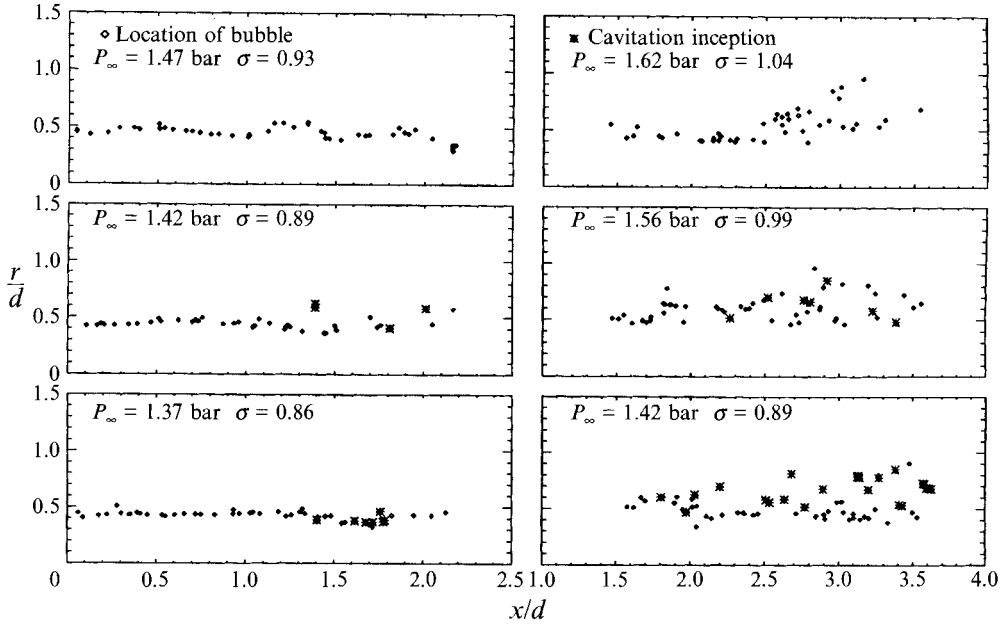 1.5
◇ Location of bubble
P∞ = 1.47 bar σ = 0.93
1.0
0.5
0
✷ Cavitation inception
P∞ = 1.62 bar σ = 1.04
1.5
P∞ = 1.42 bar σ = 0.89
1.0
r/d
0.5
0
P∞ = 1.56 bar σ = 0.99
1.5
P∞ = 1.37 bar σ = 0.86
1.0
0.5
0
P∞ = 1.42 bar σ = 0.89
0.5 1.0 1.5 2.0 2.5 1.0 1.5 2.0 2.5 3.0 3.5 4.0
x/d